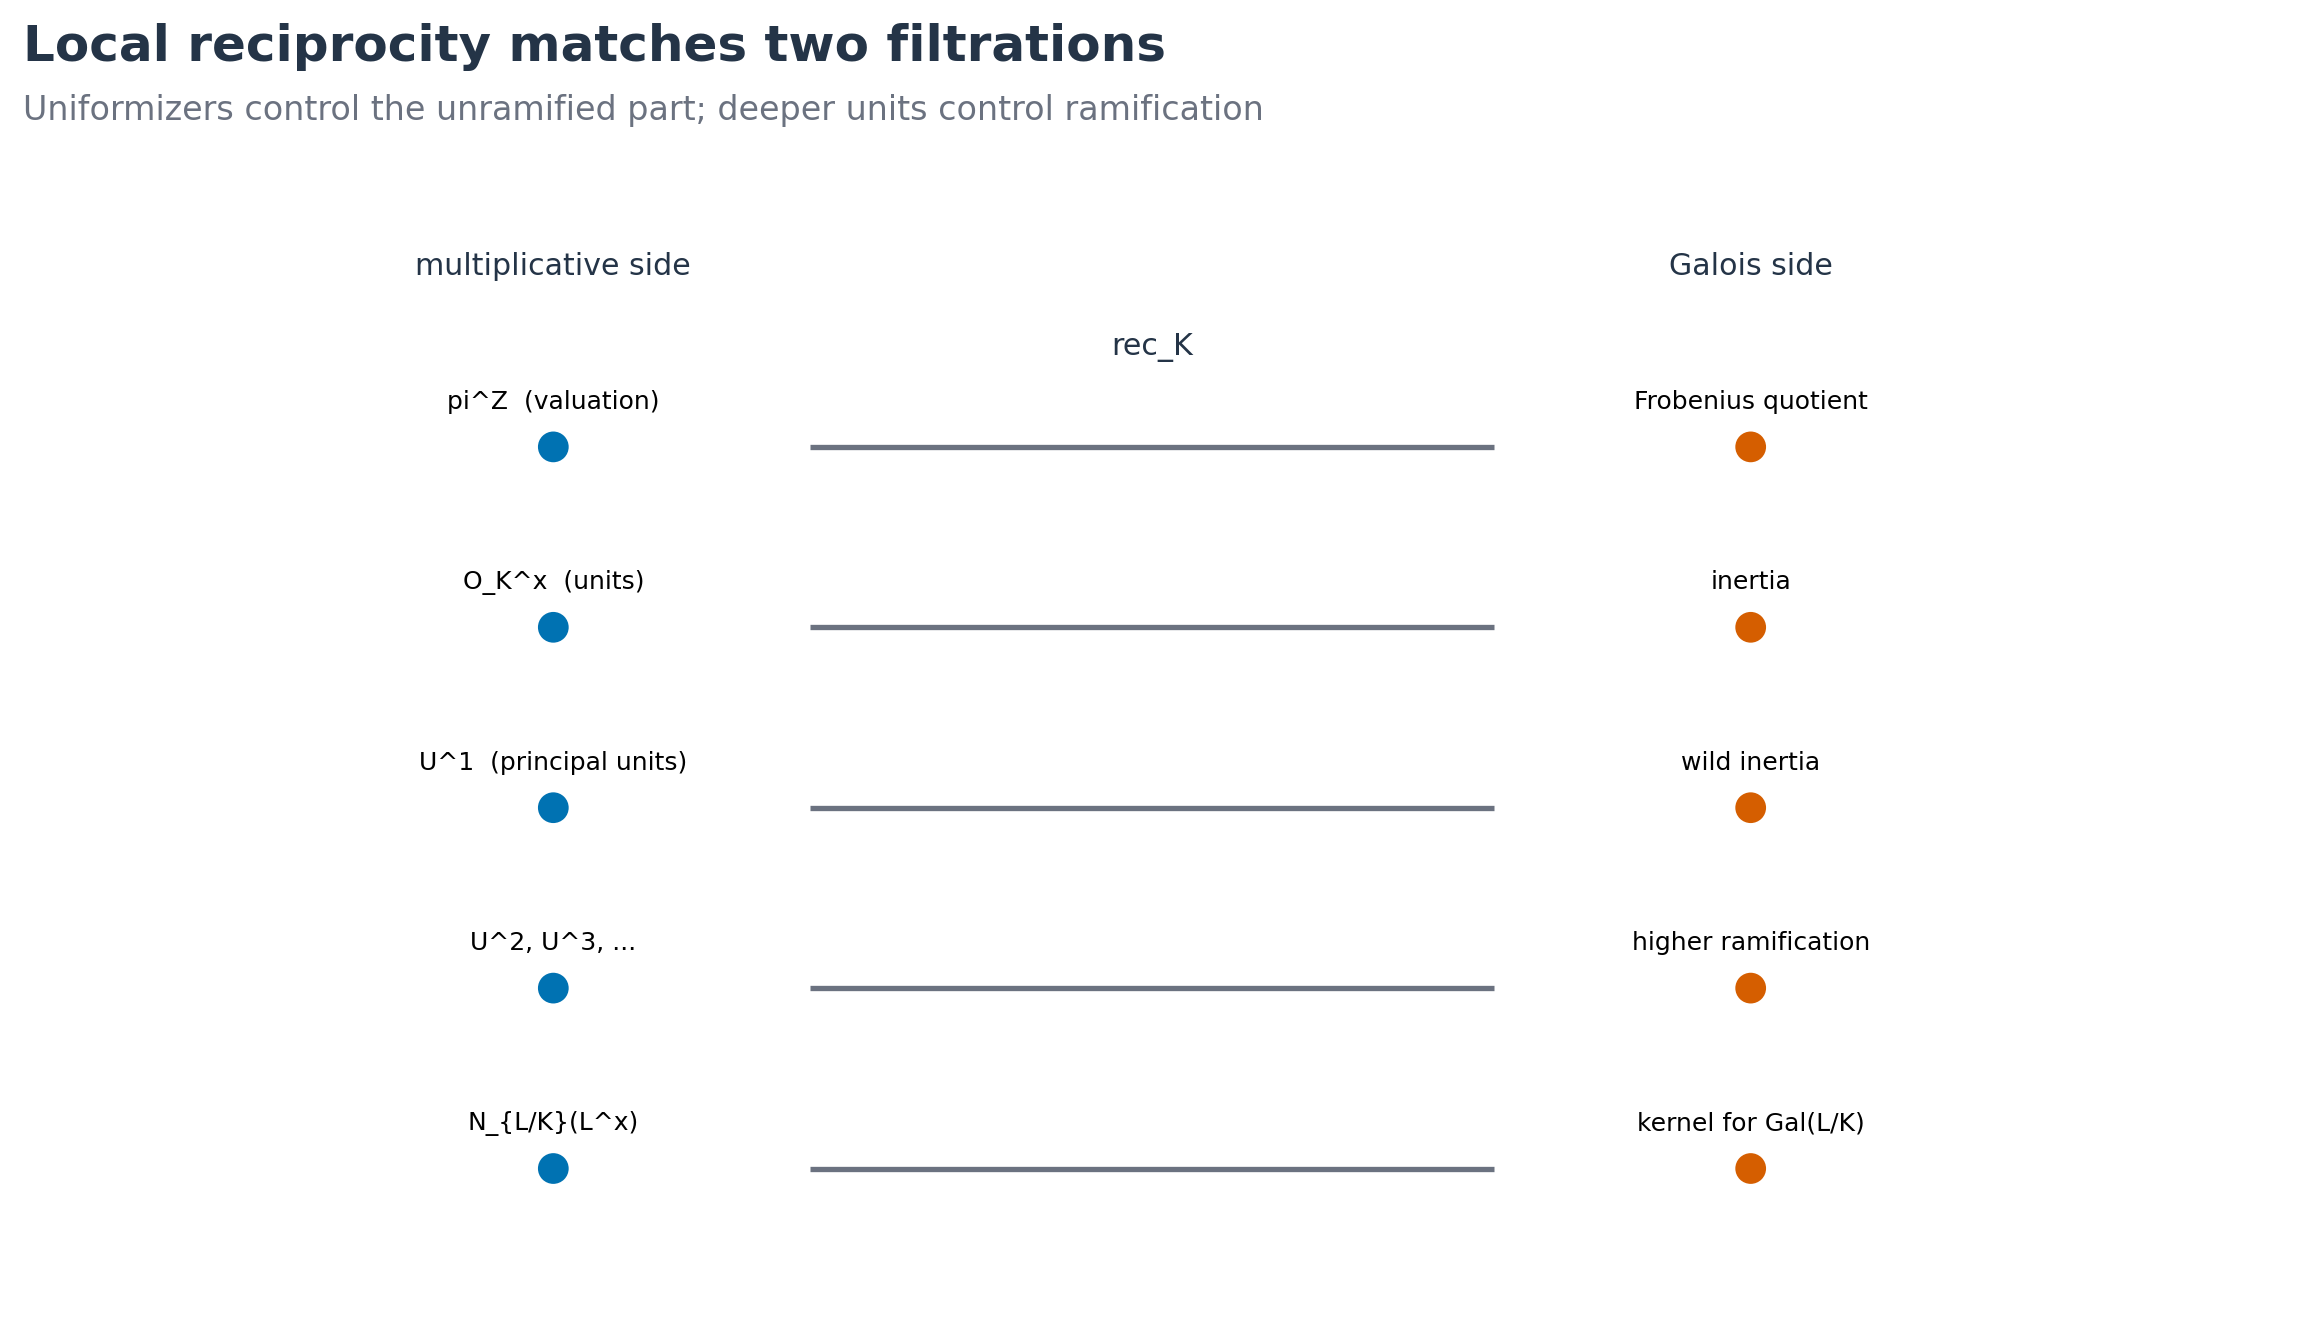 Local reciprocity matches two filtrations
Uniformizers control the unramified part; deeper units control ramification
multiplicative side
Galois side
rec_K
pi^Z  (valuation)
Frobenius quotient
O_K^x  (units)
inertia
U^1  (principal units)
wild inertia
U^2, U^3, ...
higher ramification
N_{L/K}(L^x)
kernel for Gal(L/K)